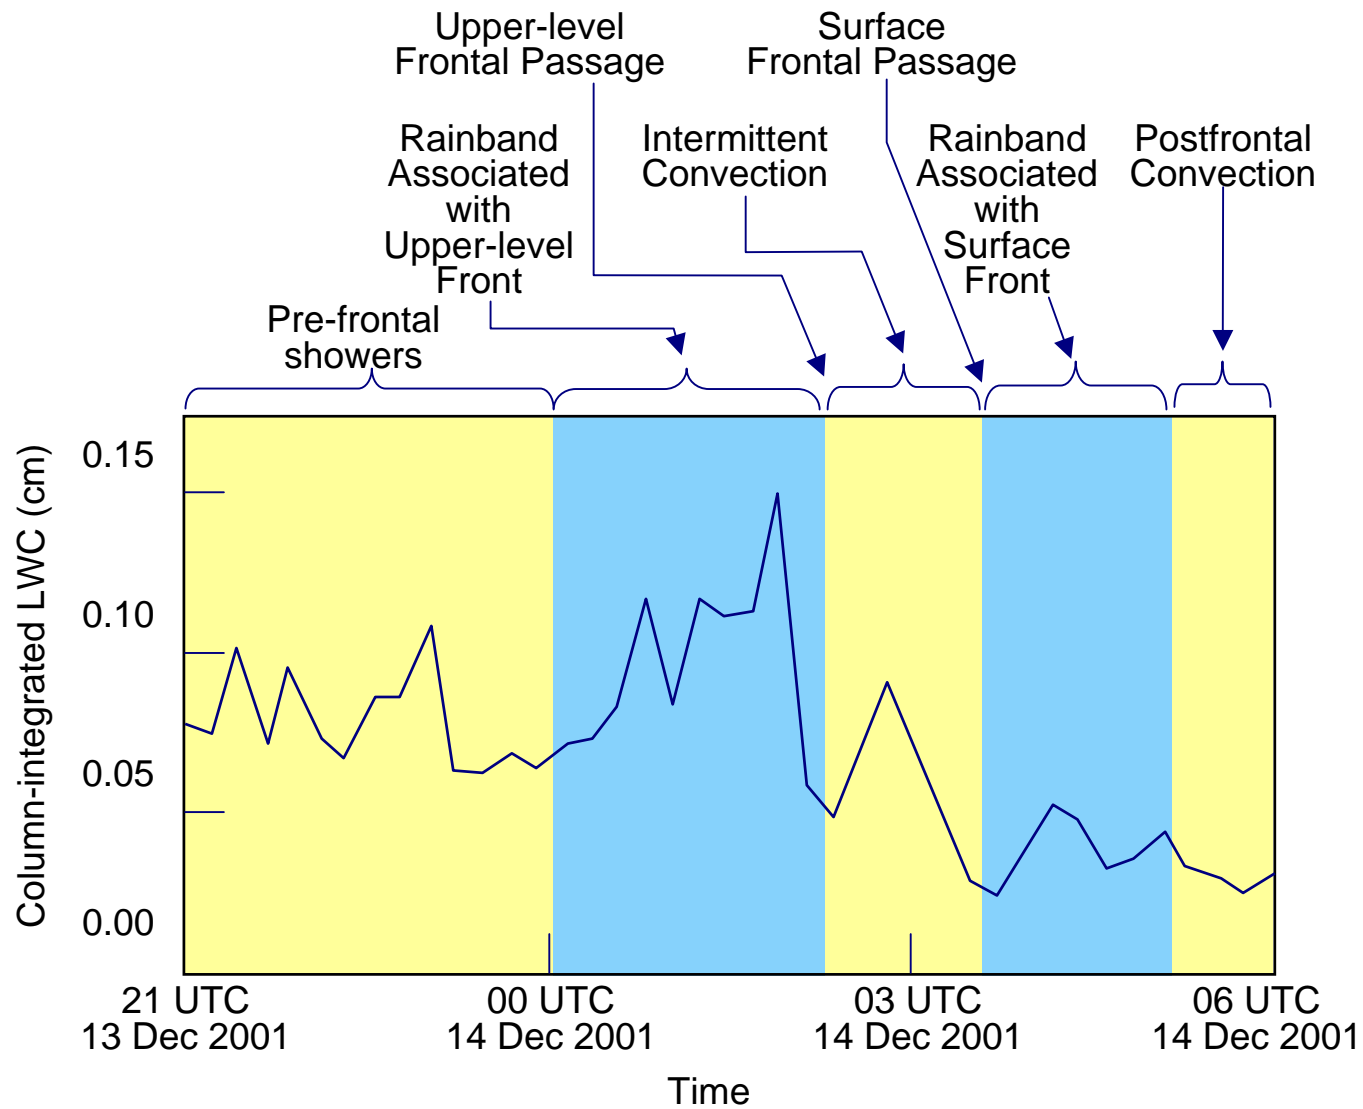 Upper-level
Frontal Passage
Surface
Frontal Passage
Rainband
Associated
with
Upper-level
Front
Intermittent
Convection
Rainband
Associated
with
Surface
Front
Postfrontal
Convection
Pre-frontal
showers
Column-integrated LWC (cm)
0.15
0.10
0.05
0.00
21 UTC
13 Dec 2001
00 UTC
14 Dec 2001
03 UTC
14 Dec 2001
06 UTC
14 Dec 2001
Time